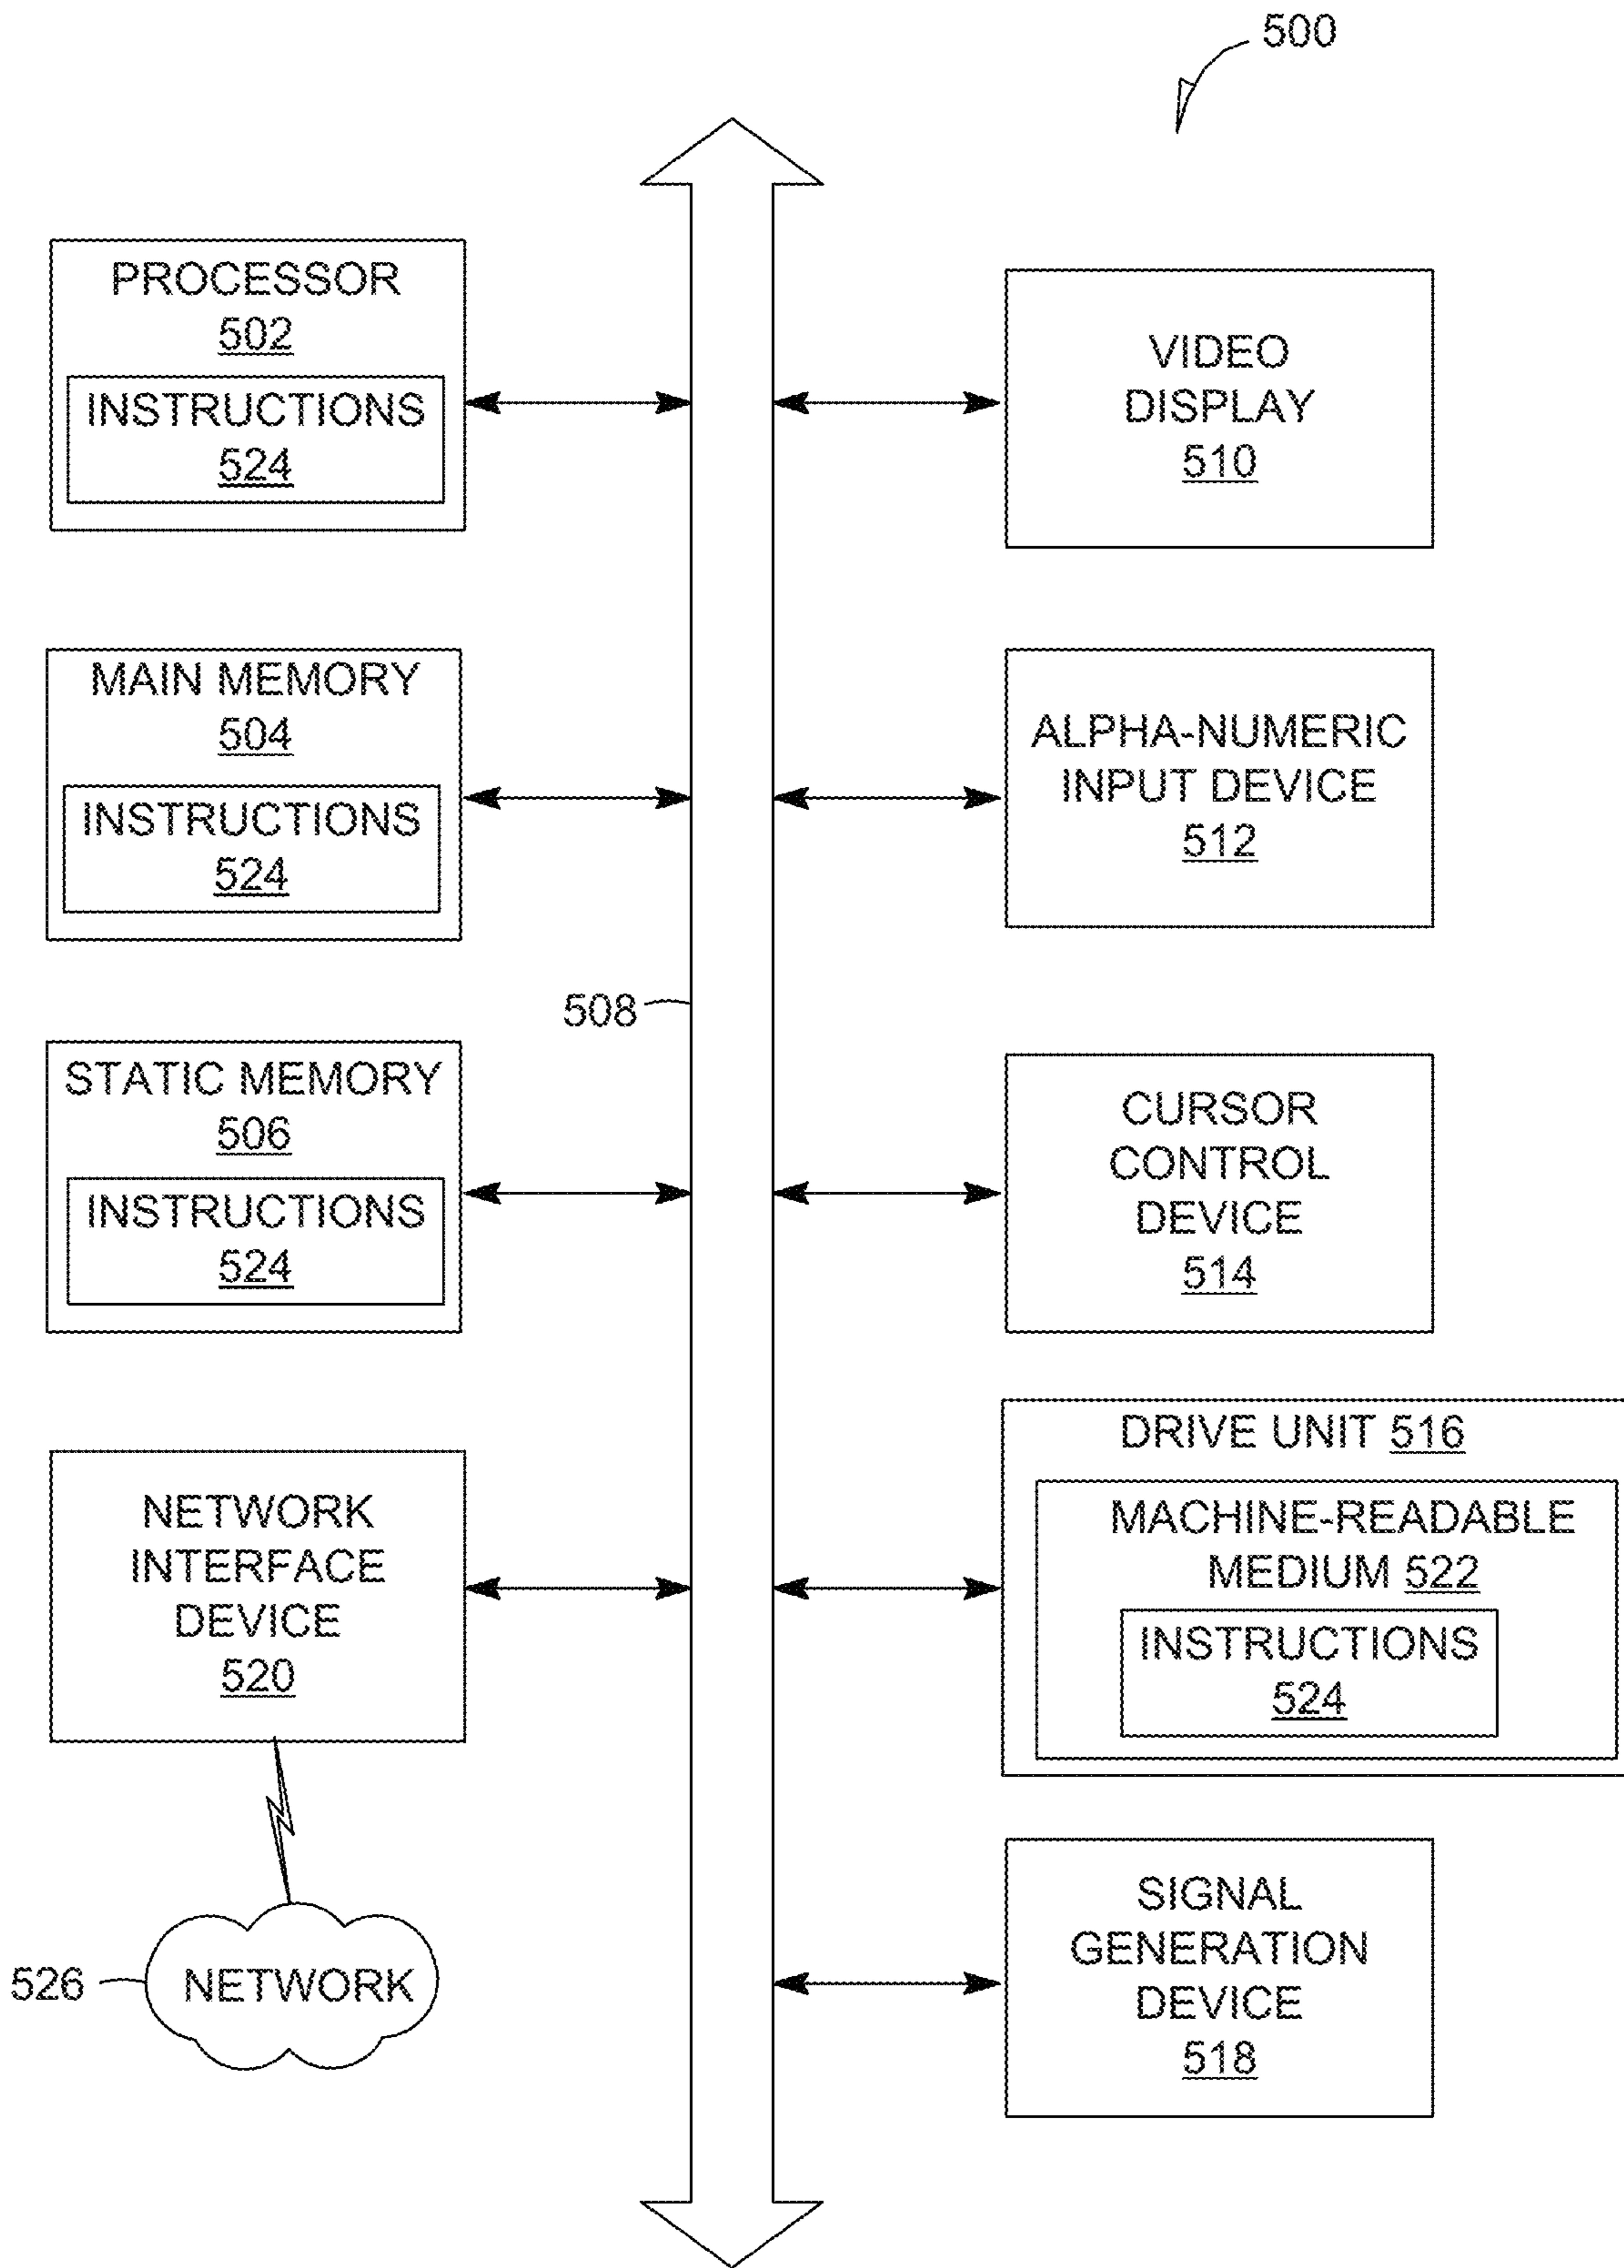 500
PROCESSOR
502
INSTRUCTIONS
524
VIDEO
DISPLAY
510
MAIN MEMORY
504
INSTRUCTIONS
524
ALPHA-NUMERIC
INPUT DEVICE
512
508
STATIC MEMORY
506
INSTRUCTIONS
524
CURSOR
CONTROL
DEVICE
514
NETWORK
INTERFACE
DEVICE
520
DRIVE UNIT 516
MACHINE-READABLE
MEDIUM 522
INSTRUCTIONS
524
526
NETWORK
SIGNAL
GENERATION
DEVICE
518